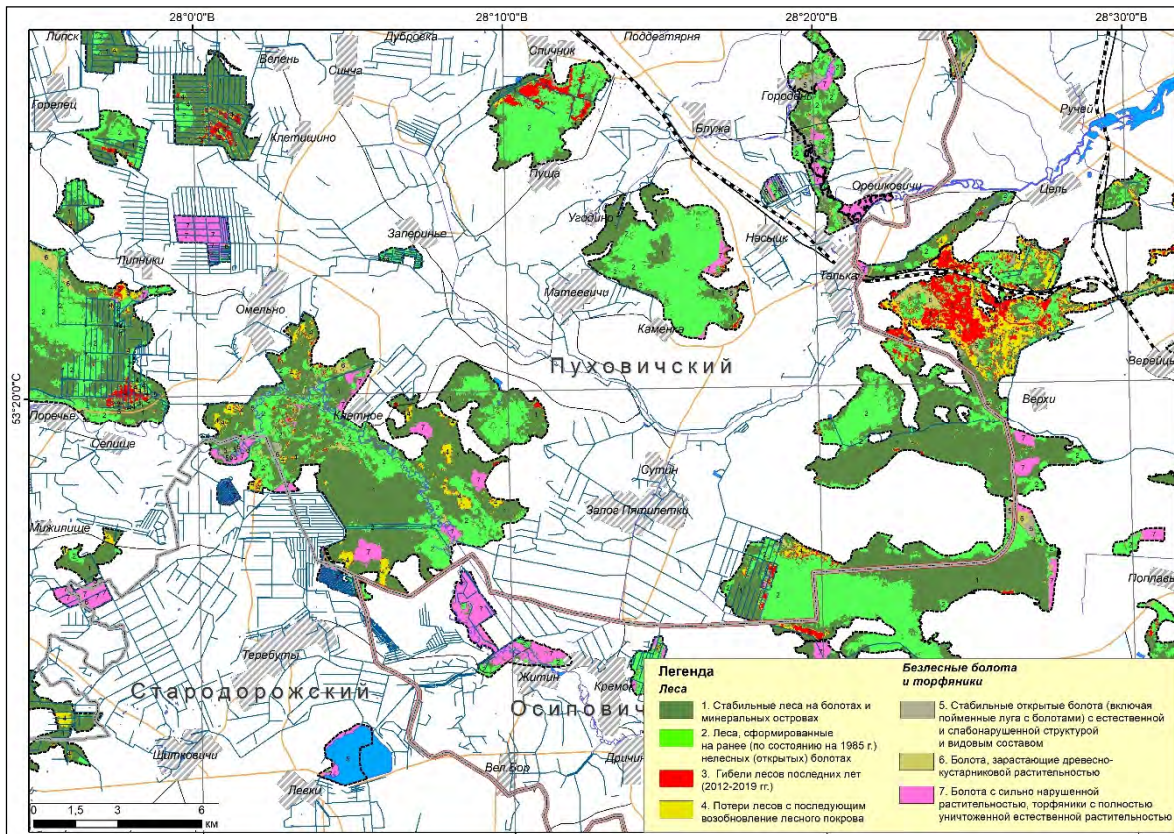 28°0'0"В
28°10'0"В
28°20'0"В
28°30'0"В
Липск
Велень
Синча
Дубровка
Спичник
Поддегтярня
Горелец
Клетишино
Блужа
Городень
Ручей
Пуща
Орешковичи
Цель
Угодино
Насыцк
Липники
Заперинье
Талька
Матеевичи
Омельно
Каменка
Пуховичский
Веренцы
53°20'0"С
Поречье
Клетное
Верхи
Селище
Сутин
Залог Пятилетки
Мижилище
Поплавы
Теребуты
Житин
Кремок
Стародорожский
Осипович
Щитковичи
Левки
Вел.Бор
Дричин
0 1,5 3 6
км
Легенда
Леса
1. Стабильные леса на болотах и
минеральных островах
2. Леса, сформированные
на ранее (по состоянию на 1985 г.)
нелесных (открытых) болотах
3. Гибели лесов последних лет
(2012-2019 гг.)
4. Потери лесов с последующим
возобновление лесного покрова
Безлесные болота
и торфяники
5. Стабильные открытые болота (включая
пойменные луга с болотами) с естественной
и слабонарушенной структурой
и видовым составом
6. Болота, зарастающие древесно-
кустарниковой растительностью
7. Болота с сильно нарушенной
растительностью, торфяники с полностью
уничтоженной естественной растительностью